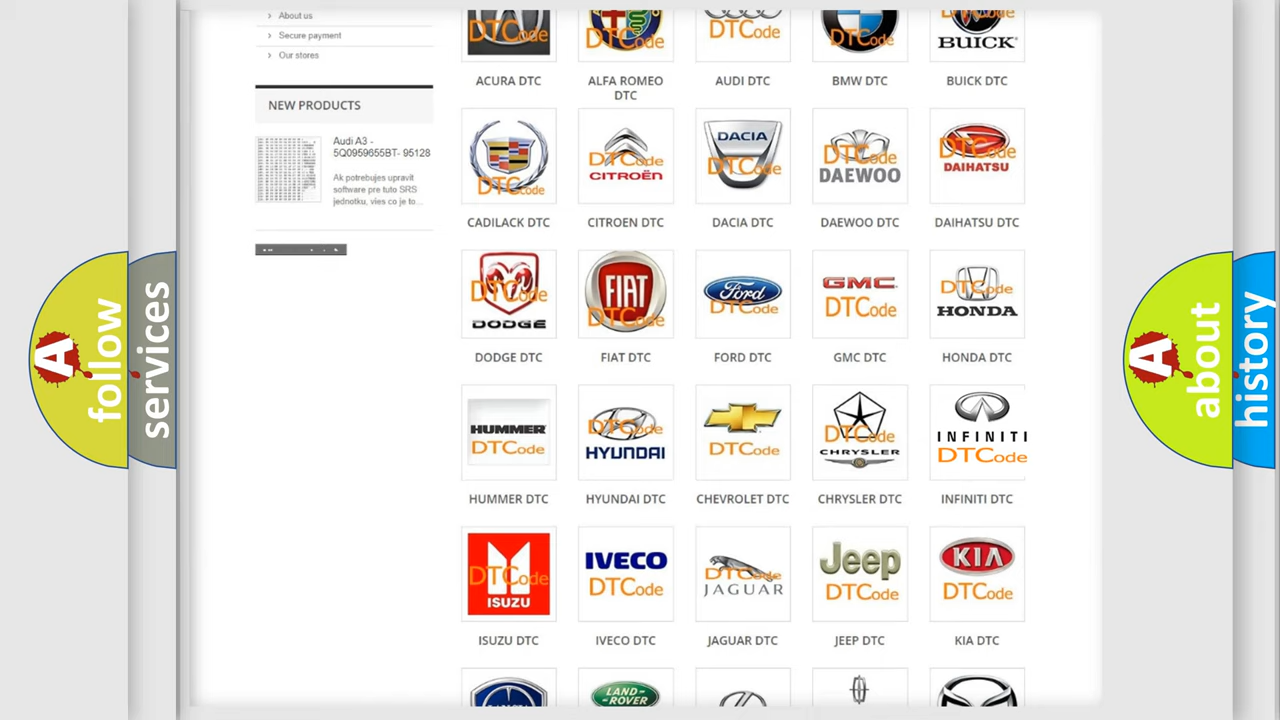 About us
Secure payment
Our stores
NEW PRODUCTS
Audi A3 -
5Q0959655BT- 95128
Ak potrebujes upravit
software pre tuto SRS
jednotku, vies co je to...
DTCode
DTCode
DTCode
DTCode
BUICK
ACURA DTC
ALFA ROMEO
DTC
AUDI DTC
BMW DTC
BUICK DTC
DTCode
DTCode
CITROËN
DACIA
DTCode
DTCode
DAEWOO
DTCode
DAIHATSU
CADILACK DTC
CITROEN DTC
DACIA DTC
DAEWOO DTC
DAIHATSU DTC
DTCode
DODGE
FIAT
DTCode
Ford
DTCode
GMC
DTCode
DTCode
HONDA
DODGE DTC
FIAT DTC
FORD DTC
GMC DTC
HONDA DTC
HUMMER
DTCode
DTCode
HYUNDAI
DTCode
DTCode
CHRYSLER
INFINITI
DTCode
HUMMER DTC
HYUNDAI DTC
CHEVROLET DTC
CHRYSLER DTC
INFINITI DTC
DTCode
ISUZU
IVECO
DTCode
DTCode
JAGUAR
Jeep
DTCode
KIA
DTCode
ISUZU DTC
IVECO DTC
JAGUAR DTC
JEEP DTC
KIA DTC
LAND-
ROVER
A
follow
services
A
about
history